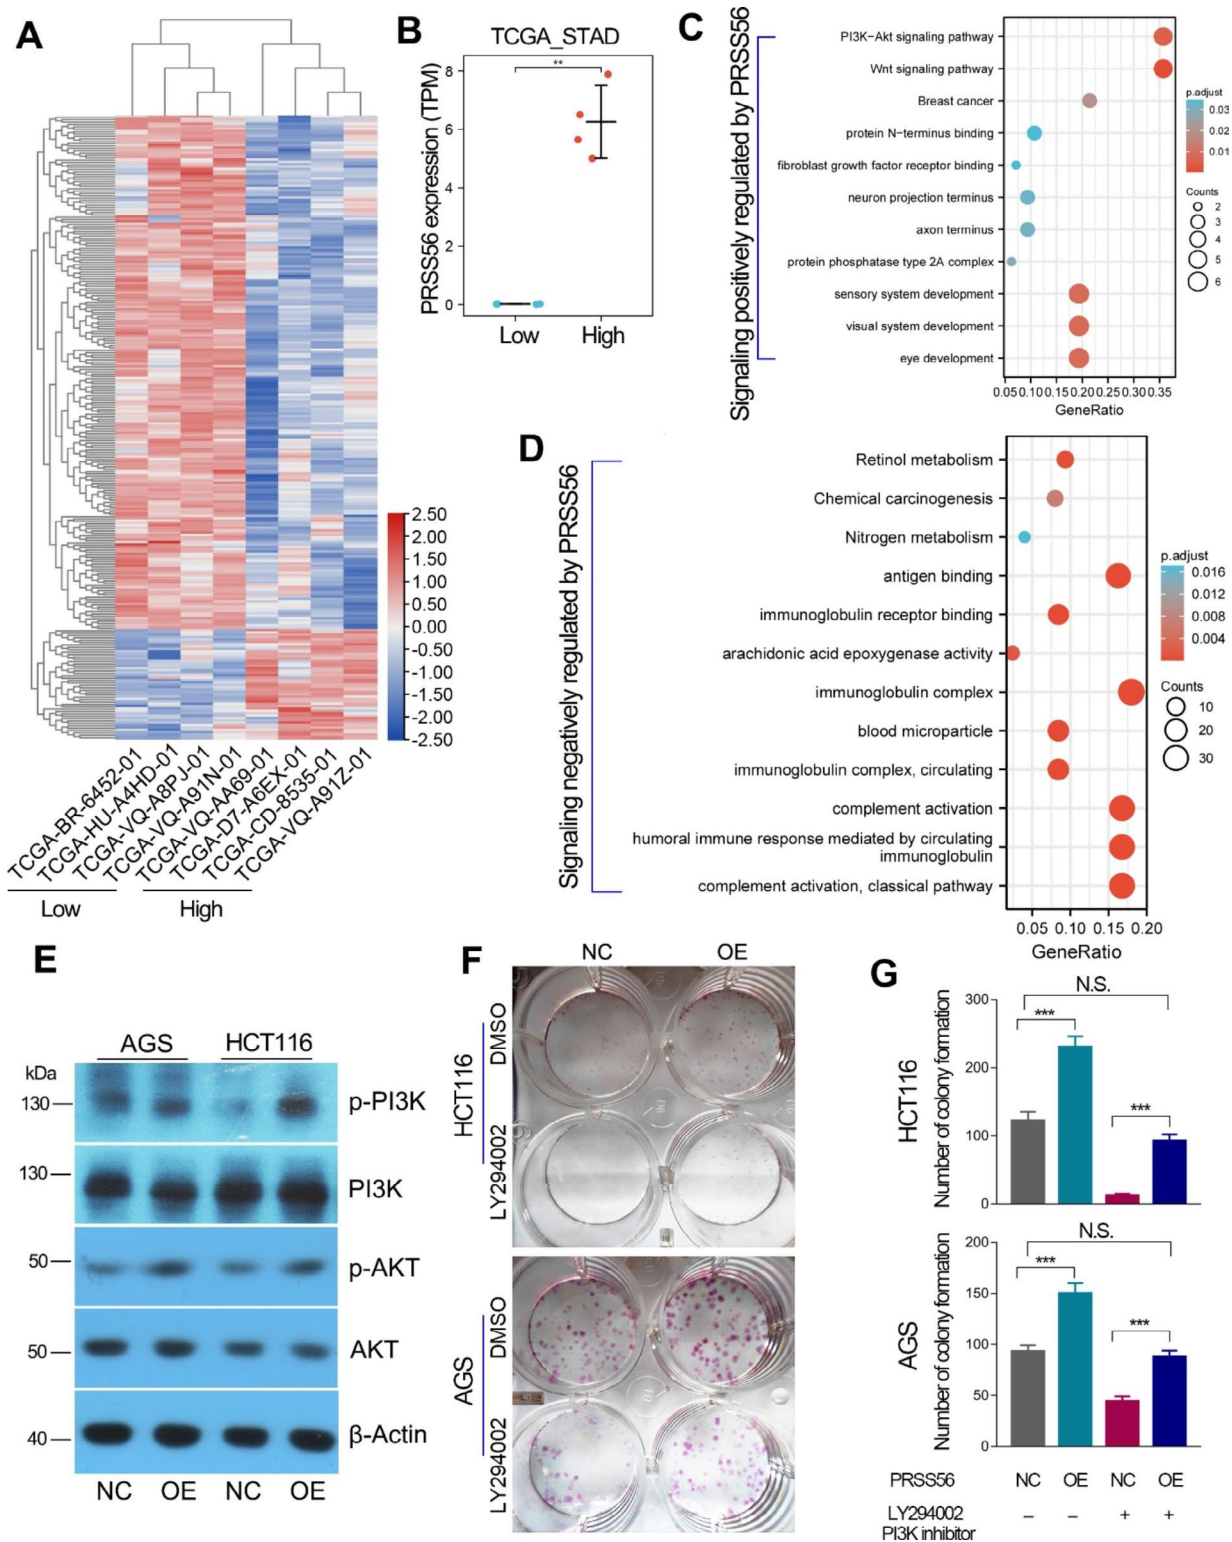 A
2.50
2.00
1.50
1.00
0.50
0.00
-0.50
-1.00
-1.50
-2.00
-2.50
TCGA-BR-6452-01
TCGA-HU-A4HD-01
TCGA-VQ-A8PJ-01
TCGA-VQ-A91N-01
TCGA-VQ-AA69-01
TCGA-D7-A6EX-01
TCGA-CD-8535-01
TCGA-VQ-A91Z-01
Low
High
B
TCGA_STAD
PRSS56 expression (TPM)
**
8
6
4
2
0
Low
High
C
Signaling positively regulated by PRSS56
PI3K−Akt signaling pathway
Wnt signaling pathway
Breast cancer
protein N−terminus binding
fibroblast growth factor receptor binding
neuron projection terminus
axon terminus
protein phosphatase type 2A complex
sensory system development
visual system development
eye development
0.05 0.10 0.15 0.20 0.25 0.30 0.35
GeneRatio
p.adjust
0.03
0.02
0.01
Counts
2
3
4
5
6
D
Signaling negatively regulated by PRSS56
Retinol metabolism
Chemical carcinogenesis
Nitrogen metabolism
antigen binding
immunoglobulin receptor binding
arachidonic acid epoxygenase activity
immunoglobulin complex
blood microparticle
immunoglobulin complex, circulating
complement activation
humoral immune response mediated by circulating
immunoglobulin
complement activation, classical pathway
0.05 0.10 0.15 0.20
GeneRatio
p.adjust
0.016
0.012
0.008
0.004
Counts
10
20
30
E
AGS HCT116
kDa
130 p-PI3K
130 PI3K
50 p-AKT
50 AKT
40 β-Actin
NC OE NC OE
F
NC OE
HCT116
DMSO
LY294002
AGS
DMSO
LY294002
G
HCT116
Number of colony formation
300
200
100
0
N.S.
***
***
AGS
Number of colony formation
200
150
100
50
0
N.S.
***
***
PRSS56 NC OE NC OE
LY294002 − − + +
PI3K inhibitor